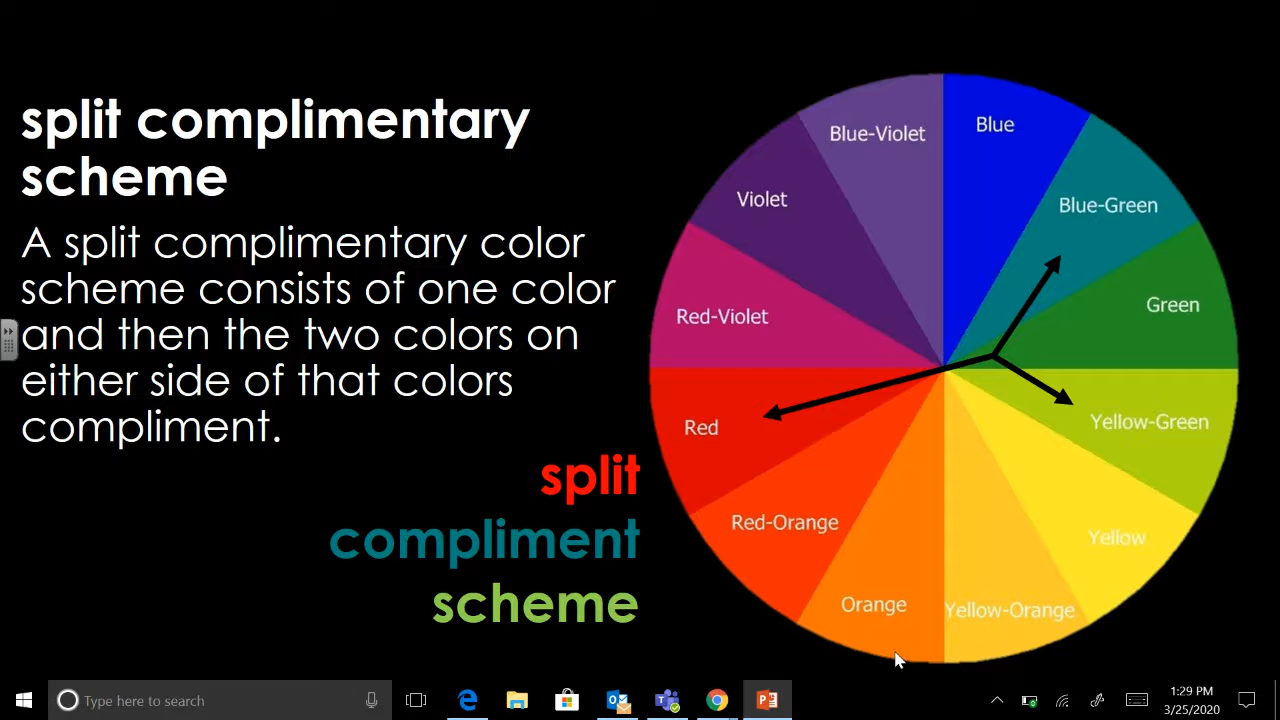 split complimentary
scheme
A split complimentary color
scheme consists of one color
and then the two colors on
either side of that colors
compliment.
split
compliment
scheme
Blue-Violet
Blue
Violet
Blue-Green
Red-Violet
Green
Red
Yellow-Green
Red-Orange
Yellow
Orange
Yellow-Orange
Type here to search
1:29 PM
3/25/2020